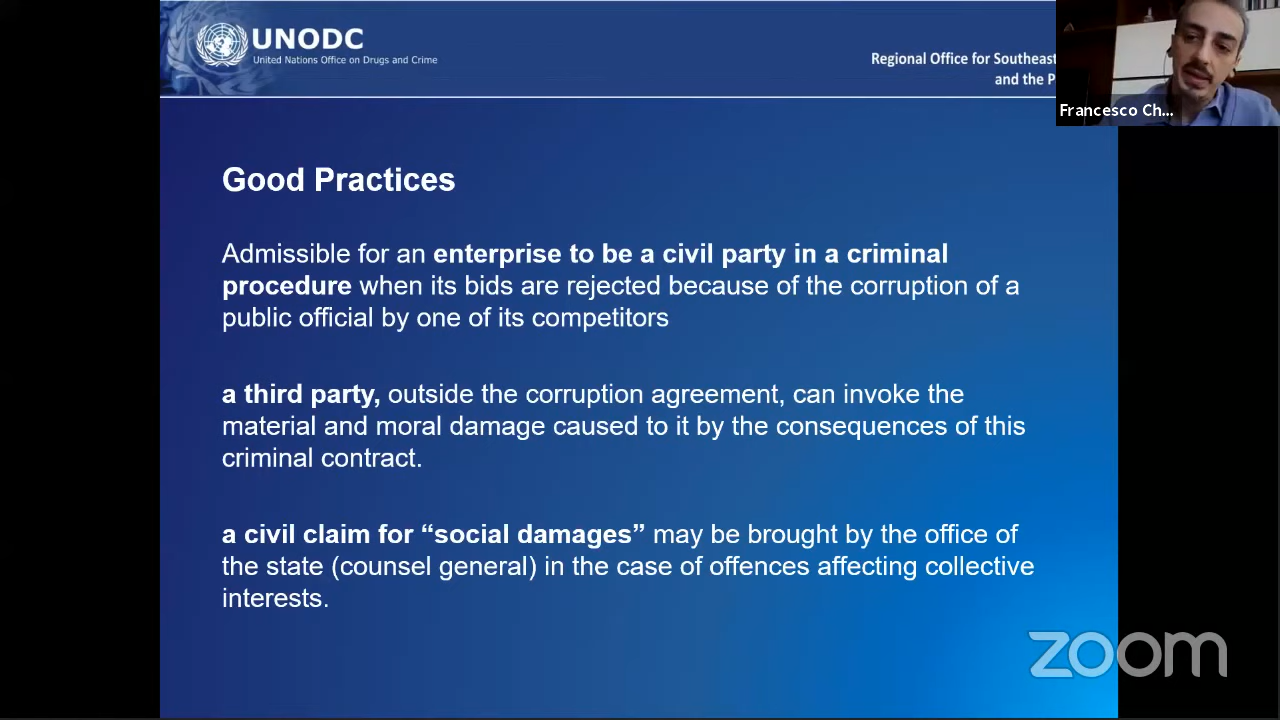 UNODC
United Nations Office on Drugs and Crime
Regional Office for Southeast
and the P
Francesco Ch...
Good Practices
Admissible for an enterprise to be a civil party in a criminal
procedure when its bids are rejected because of the corruption of a
public official by one of its competitors
a third party, outside the corruption agreement, can invoke the
material and moral damage caused to it by the consequences of this
criminal contract.
a civil claim for “social damages” may be brought by the office of
the state (counsel general) in the case of offences affecting collective
interests.
zoom